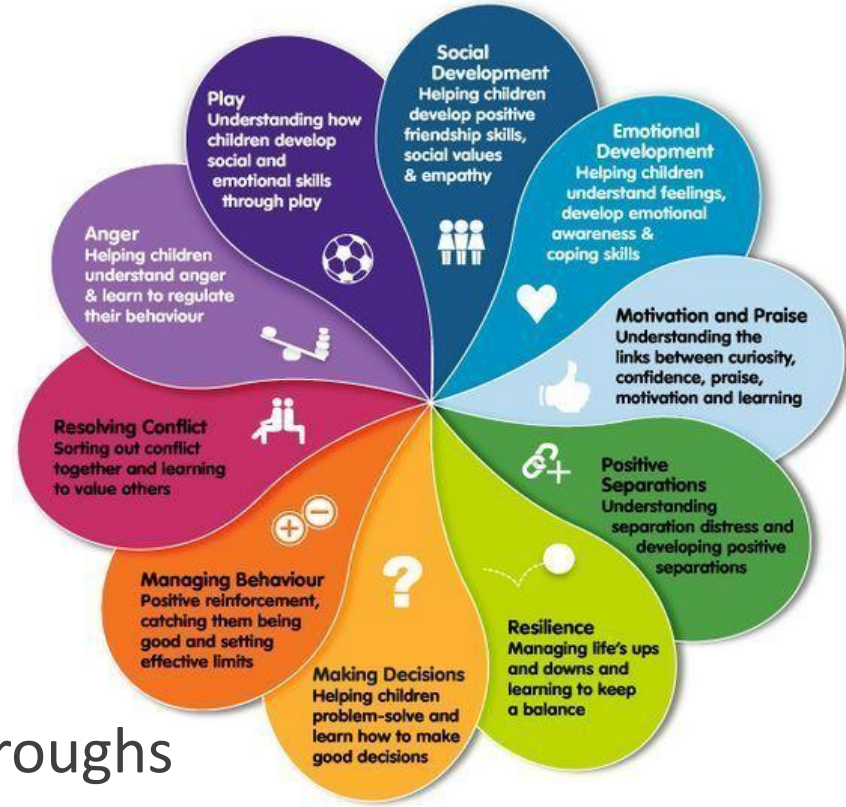 Social
Development
Helping children
develop positive
friendship skills,
social values
& empathy
Emotional
Development
Helping children
understand feelings,
develop emotional
awareness &
coping skills
Motivation and Praise
Understanding the
links between curiosity,
confidence, praise,
motivation and learning
Positive
Separations
Understanding
separation distress and
developing positive
separations
Resilience
Managing life's ups
and downs and
learning to keep
a balance
Making Decisions
Helping children
problem-solve and
learn how to make
good decisions
Managing Behaviour
Positive reinforcement,
catching them being
good and setting
effective limits
Resolving Conflict
Sorting out conflict
together and learning
to value others
Anger
Helping children
understand anger
& learn to regulate
their behaviour
Play
Understanding how
children develop
social and
emotional skills
through play
?
roughs